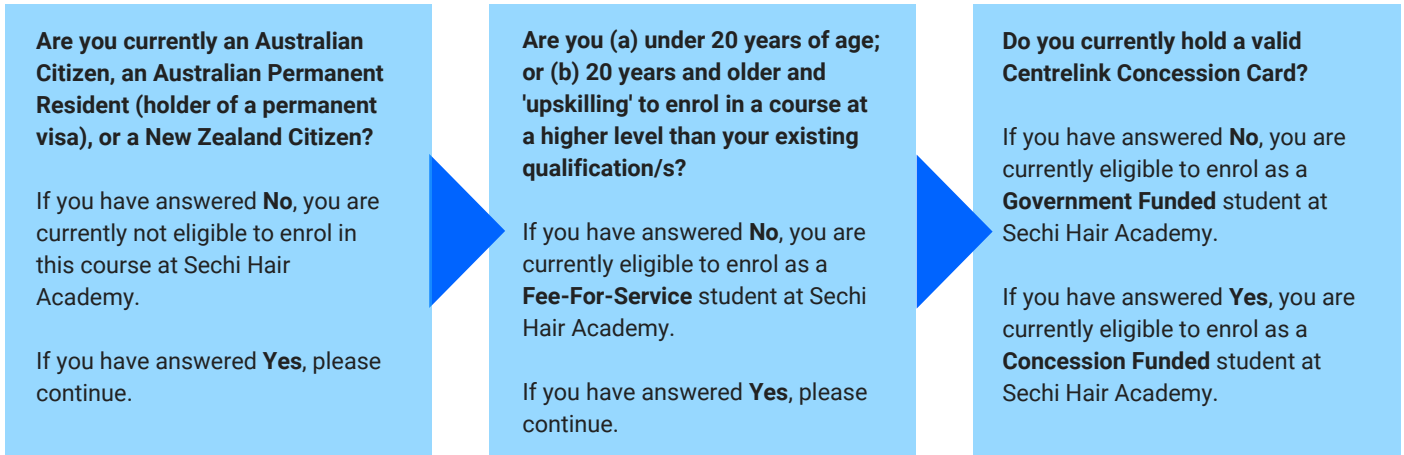 Are you currently an Australian
Citizen, an Australian Permanent
Resident (holder of a permanent
visa), or a New Zealand Citizen?
If you have answered No, you are
currently not eligible to enrol in
this course at Sechi Hair
Academy.
If you have answered Yes, please
continue.
Are you (a) under 20 years of age;
or (b) 20 years and older and
'upskilling' to enrol in a course at
a higher level than your existing
qualification/s?
If you have answered No, you are
currently eligible to enrol as a
Fee-For-Service student at Sechi
Hair Academy.
If you have answered Yes, please
continue.
Do you currently hold a valid
Centrelink Concession Card?
If you have answered No, you are
currently eligible to enrol as a
Government Funded student at
Sechi Hair Academy.
If you have answered Yes, you are
currently eligible to enrol as a
Concession Funded student at
Sechi Hair Academy.